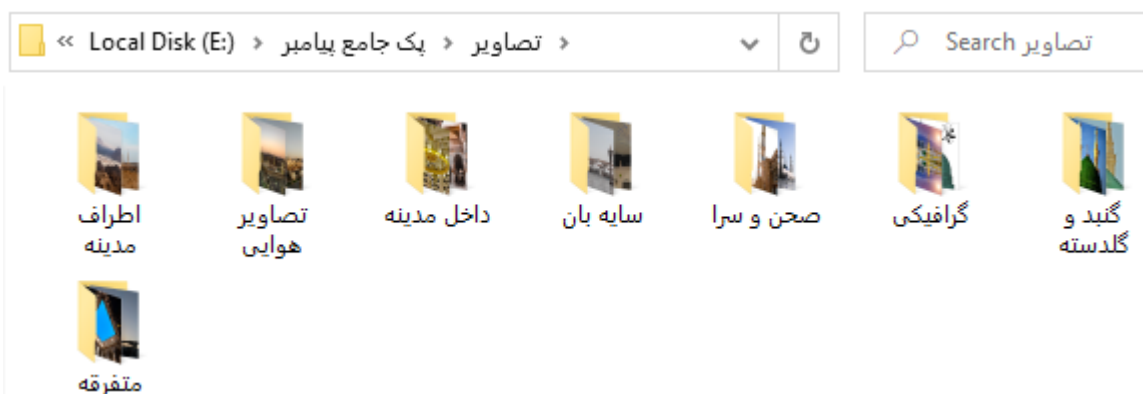 « Local Disk (E:) › پک جامع پیامبر › تصاویر ›
Search تصاویر
اطراف
مدینه
تصاویر
هوایی
داخل مدینه
سایه بان
صحن و سرا
گرافیکی
گنبد و
گلدسته
متفرقه